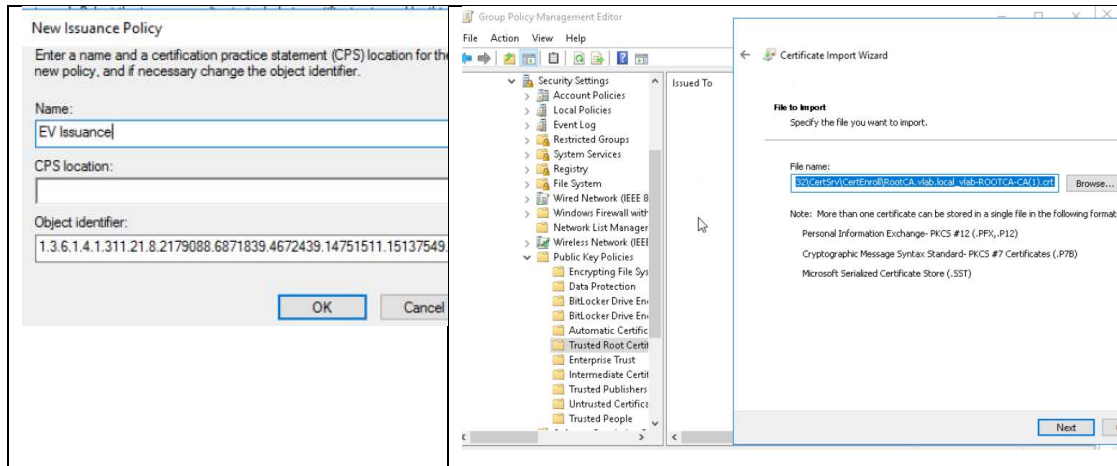 New Issuance Policy
Enter a name and a certification practice statement (CPS) location for the
new policy, and if necessary change the object identifier.
Name:
EV Issuance
CPS location:
Object identifier:
1.3.6.1.4.1.311.21.8.2179088.6871839.4672439.14751511.15137549.
OK
Cancel
Group Policy Management Editor
File Action View Help
Security Settings
Account Policies
Local Policies
Event Log
Restricted Groups
System Services
Registry
File System
Wired Network (IEEE 8
Windows Firewall with
Network List Manager
Wireless Network (IEEE
Public Key Policies
Encrypting File Sys
Data Protection
BitLocker Drive En
BitLocker Drive En
Automatic Certific
Trusted Root Certif
Enterprise Trust
Intermediate Certif
Trusted Publishers
Untrusted Certifica
Trusted People
Issued To
Certificate Import Wizard
File to Import
Specify the file you want to import.
File name:
32\CertSrv\CertEnroll\RootCA.vlab.local_vlab-ROOTCA-CA(1).crt
Browse...
Note: More than one certificate can be stored in a single file in the following format
Personal Information Exchange- PKCS #12 (.PFX,.P12)
Cryptographic Message Syntax Standard- PKCS #7 Certificates (.P7B)
Microsoft Serialized Certificate Store (.SST)
Next